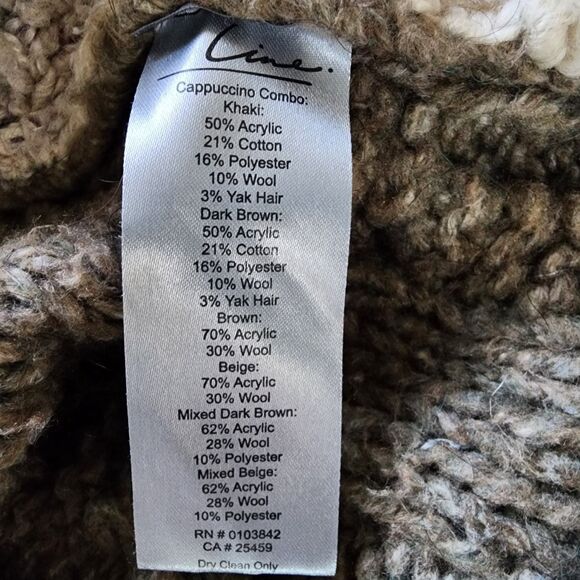 Line.
Cappuccino Combo:
Khaki:
50% Acrylic
21% Cotton
16% Polyester
10% Wool
3% Yak Hair
Dark Brown:
50% Acrylic
21% Cotton
16% Polyester
10% Wool
3% Yak Hair
Brown:
70% Acrylic
30% Wool
Beige:
70% Acrylic
30% Wool
Mixed Dark Brown:
62% Acrylic
28% Wool
10% Polyester
Mixed Beige:
62% Acrylic
28% Wool
10% Polyester
RN # 0103842
CA # 25459
Dry Clean Only